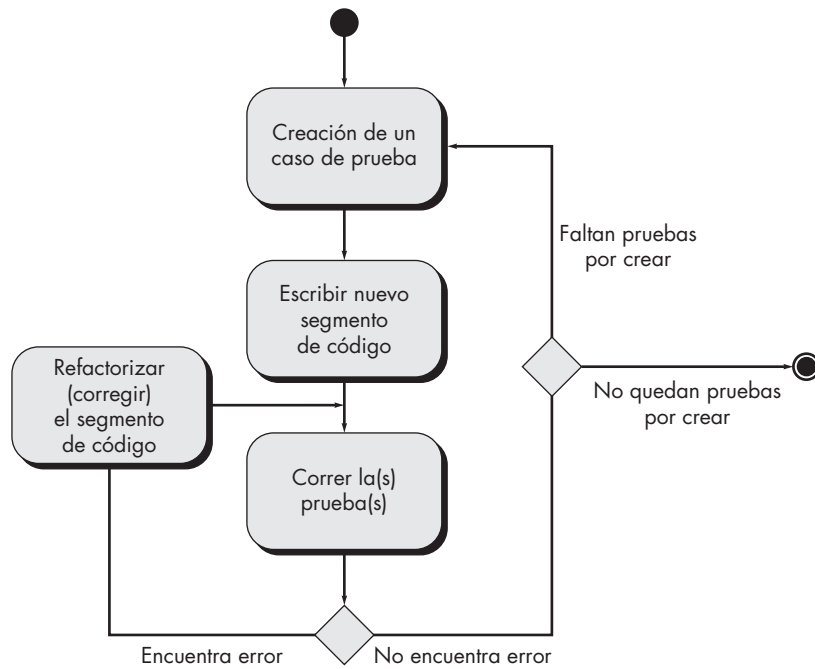 Creación de un
caso de prueba
Faltan pruebas
por crear
Escribir nuevo
segmento
de código
Refactorizar
(corregir)
el segmento
de código
No quedan pruebas
por crear
Correr la(s)
prueba(s)
Encuentra error
No encuentra error